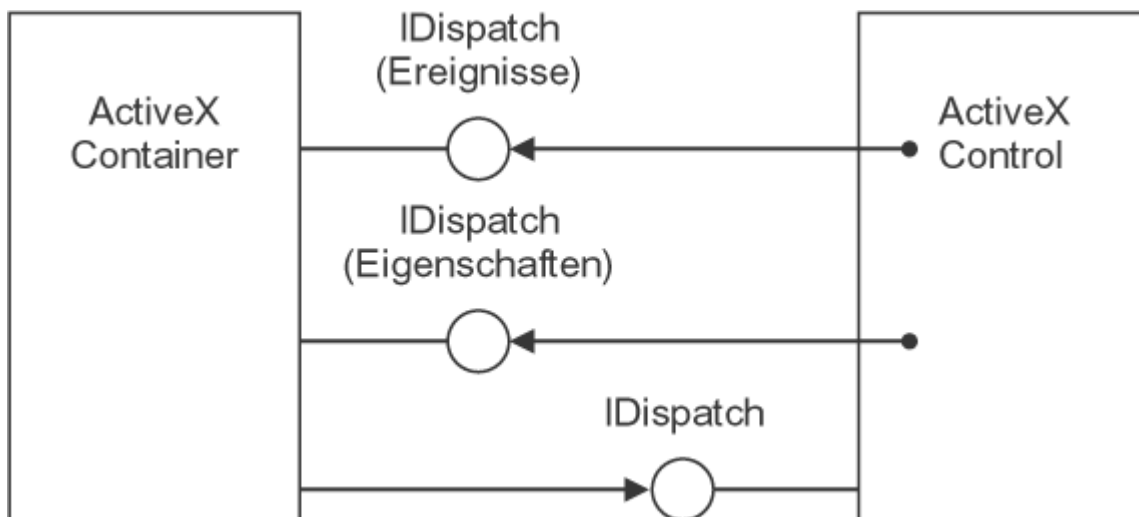 IDispatch
(Ereignisse)
ActiveX
Container
ActiveX
Control
IDispatch
(Eigenschaften)
IDispatch